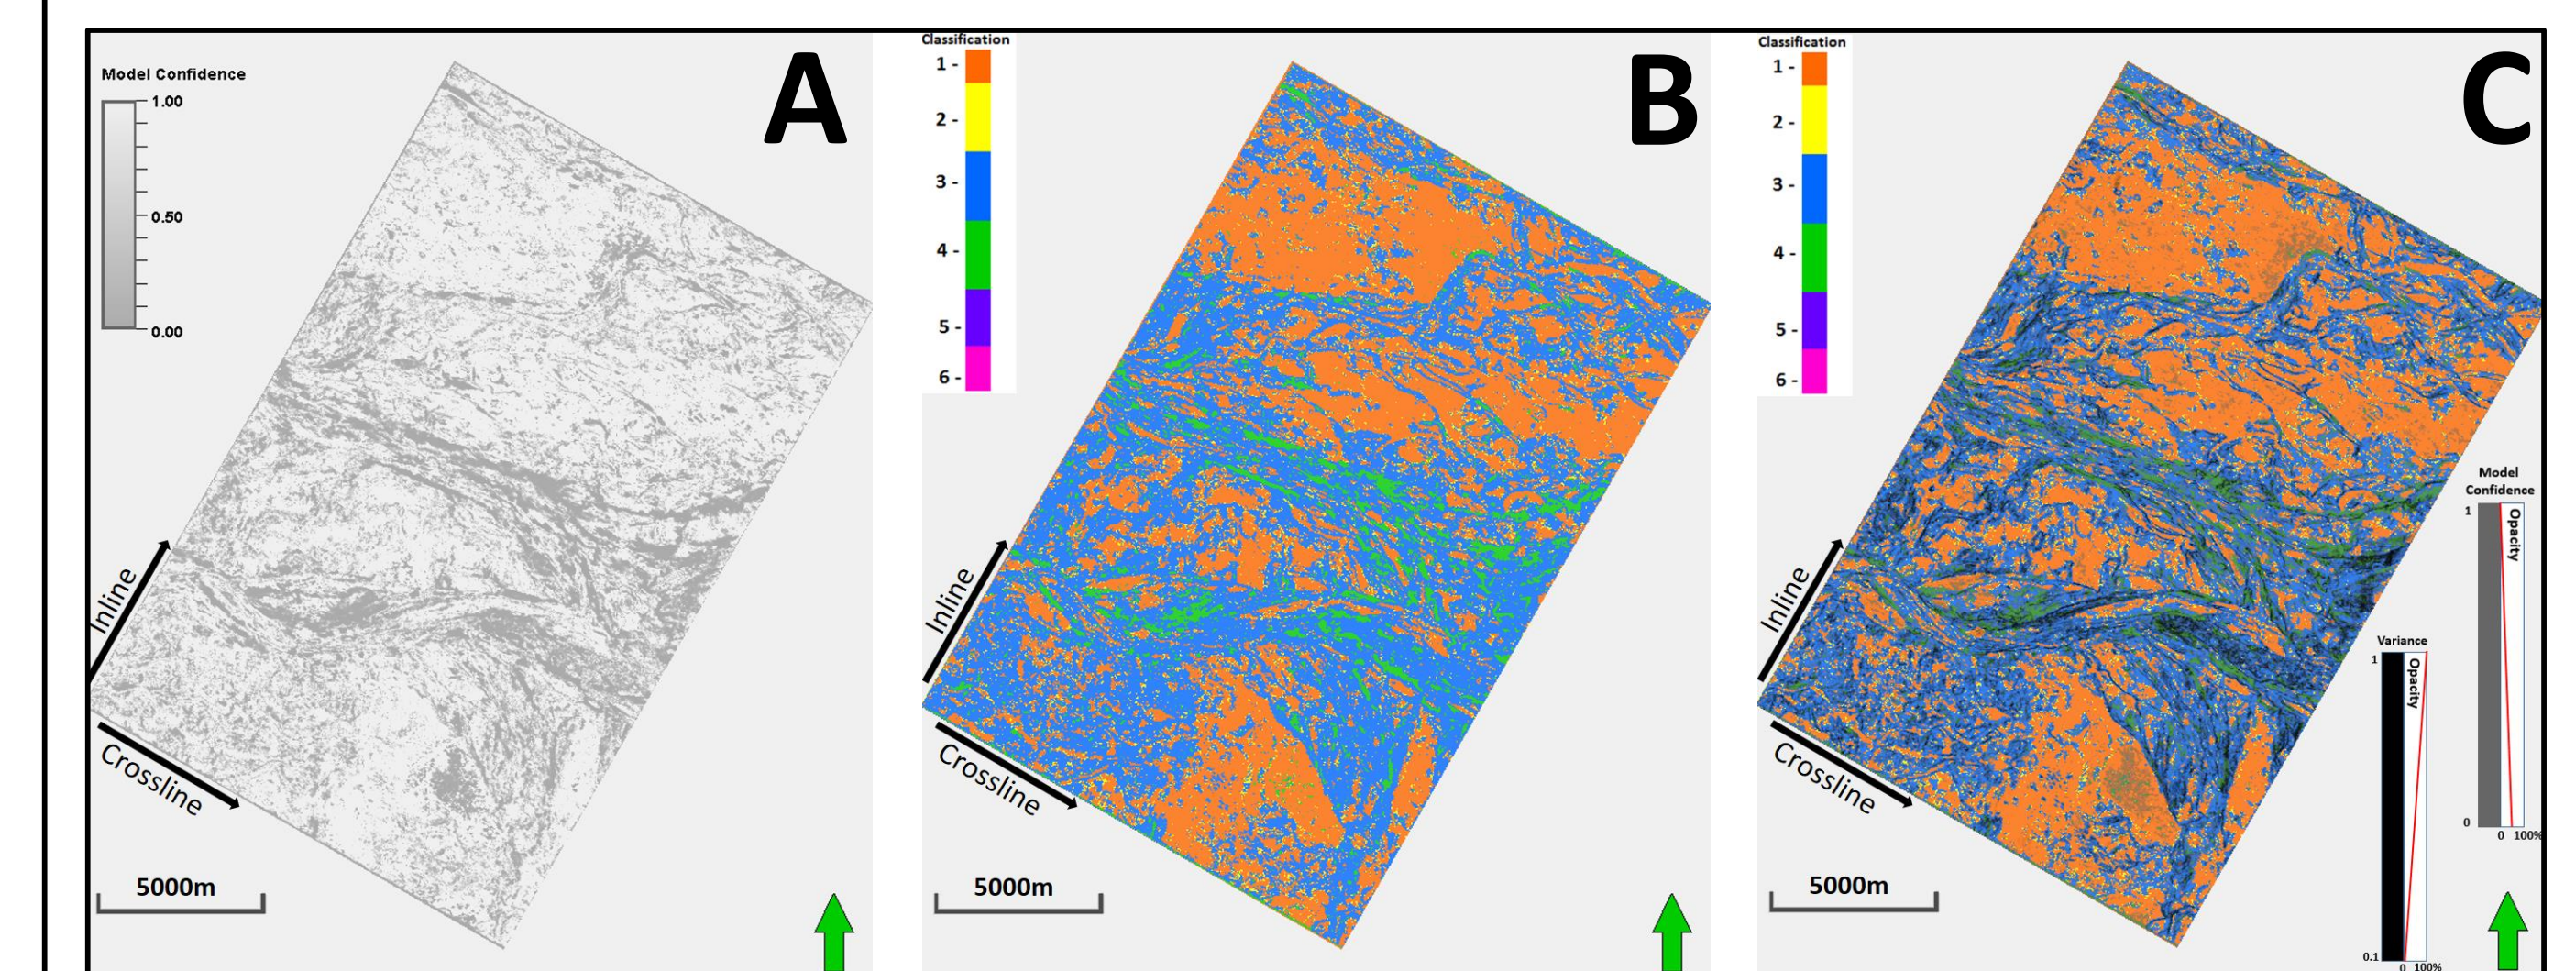 A
Model Confidence
1.00
0.50
0.00
Inline
Crossline
5000m
B
Classification
1 -
2 -
3 -
4 -
5 -
6 -
Inline
Crossline
5000m
C
Classification
1 -
2 -
3 -
4 -
5 -
6 -
Inline
Crossline
5000m
Model
Confidence
1
Opacity
0
0 100%
Variance
1
Opacity
0.1
0 100%